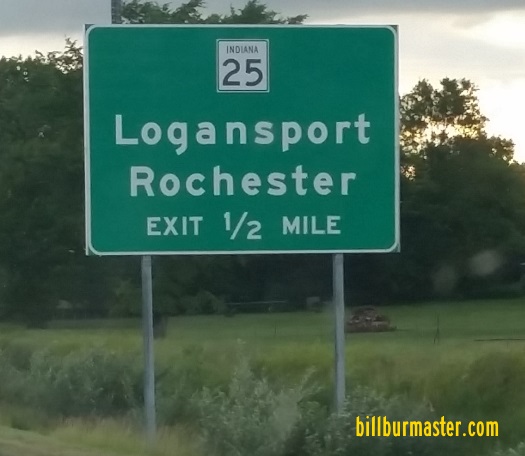 INDIANA
25
Logansport
Rochester
EXIT 1/2 MILE
billburmaster.com